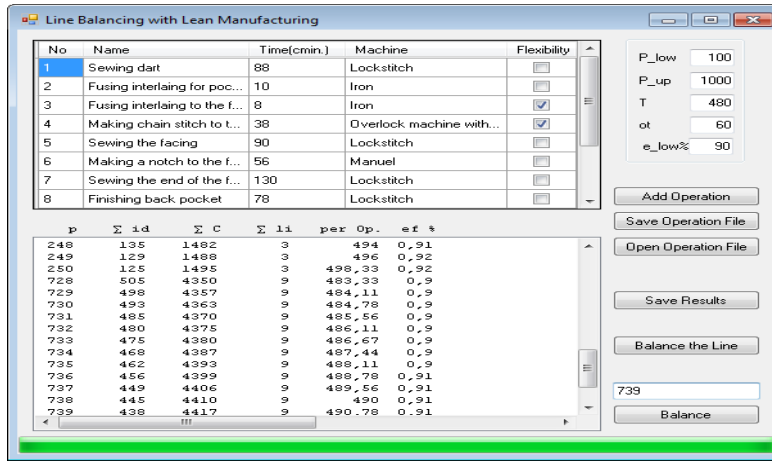 Line Balancing with Lean Manufacturing
No Name Time(cmin.) Machine Flexibility
1 Sewing dart 88 Lockstitch
2 Fusing interlaing for poc... 10 Iron
3 Fusing interlaing to the f... 8 Iron
4 Making chain stitch to t... 38 Overlock machine with...
5 Sewing the facing 90 Lockstitch
6 Making a notch to the f... 56 Manuel
7 Sewing the end of the f... 130 Lockstitch
8 Finishing back pocket 78 Lockstitch
P_low 100
P_up 1000
T 480
ot 60
e_low% 90
Add Operation
Save Operation File
Open Operation File
Save Results
Balance the Line
739
Balance
p Σ id Σ C Σ li per Op. ef %
248 135 1482 3 494 0,91
249 129 1488 3 496 0,92
250 125 1495 3 498,33 0,92
728 505 4350 9 483,33 0,9
729 498 4357 9 484,11 0,9
730 493 4363 9 484,78 0,9
731 485 4370 9 485,56 0,9
732 480 4375 9 486,11 0,9
733 475 4380 9 486,67 0,9
734 468 4387 9 487,44 0,9
735 462 4393 9 488,11 0,9
736 456 4399 9 488,78 0,91
737 449 4406 9 489,56 0,91
738 445 4410 9 490 0,91
739 438 4417 9 490,78 0,91